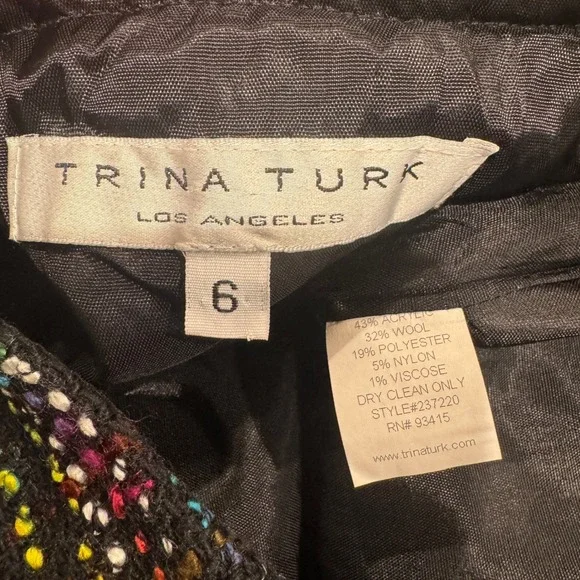 TRINA TURK
LOS ANGELES
6
43% ACRYLIC
32% WOOL
19% POLYESTER
5% NYLON
1% VISCOSE
DRY CLEAN ONLY
STYLE#237220
RN# 93415
www.trinaturk.com